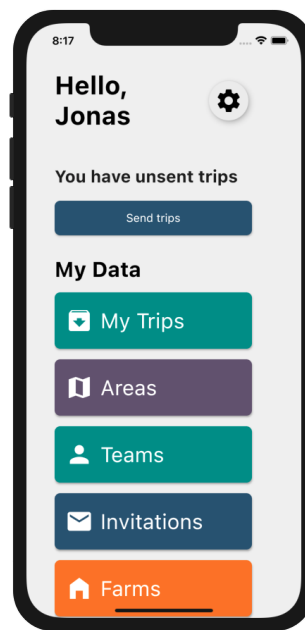 8:17
Hello,
Jonas
You have unsent trips
Send trips
My Data
My Trips
Areas
Teams
Invitations
Farms